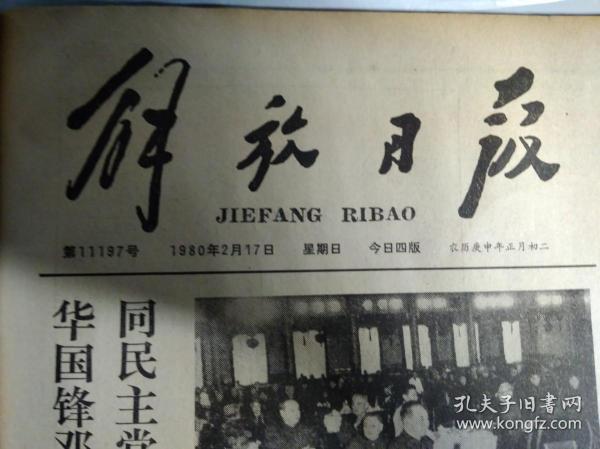 解放日报
JIEFANG RIBAO
第11197号 1980年2月17日 星期日 今日四版 农历庚申年正月初二
同民主党
华国锋邓
孔夫子旧书网
www.kongfz.com